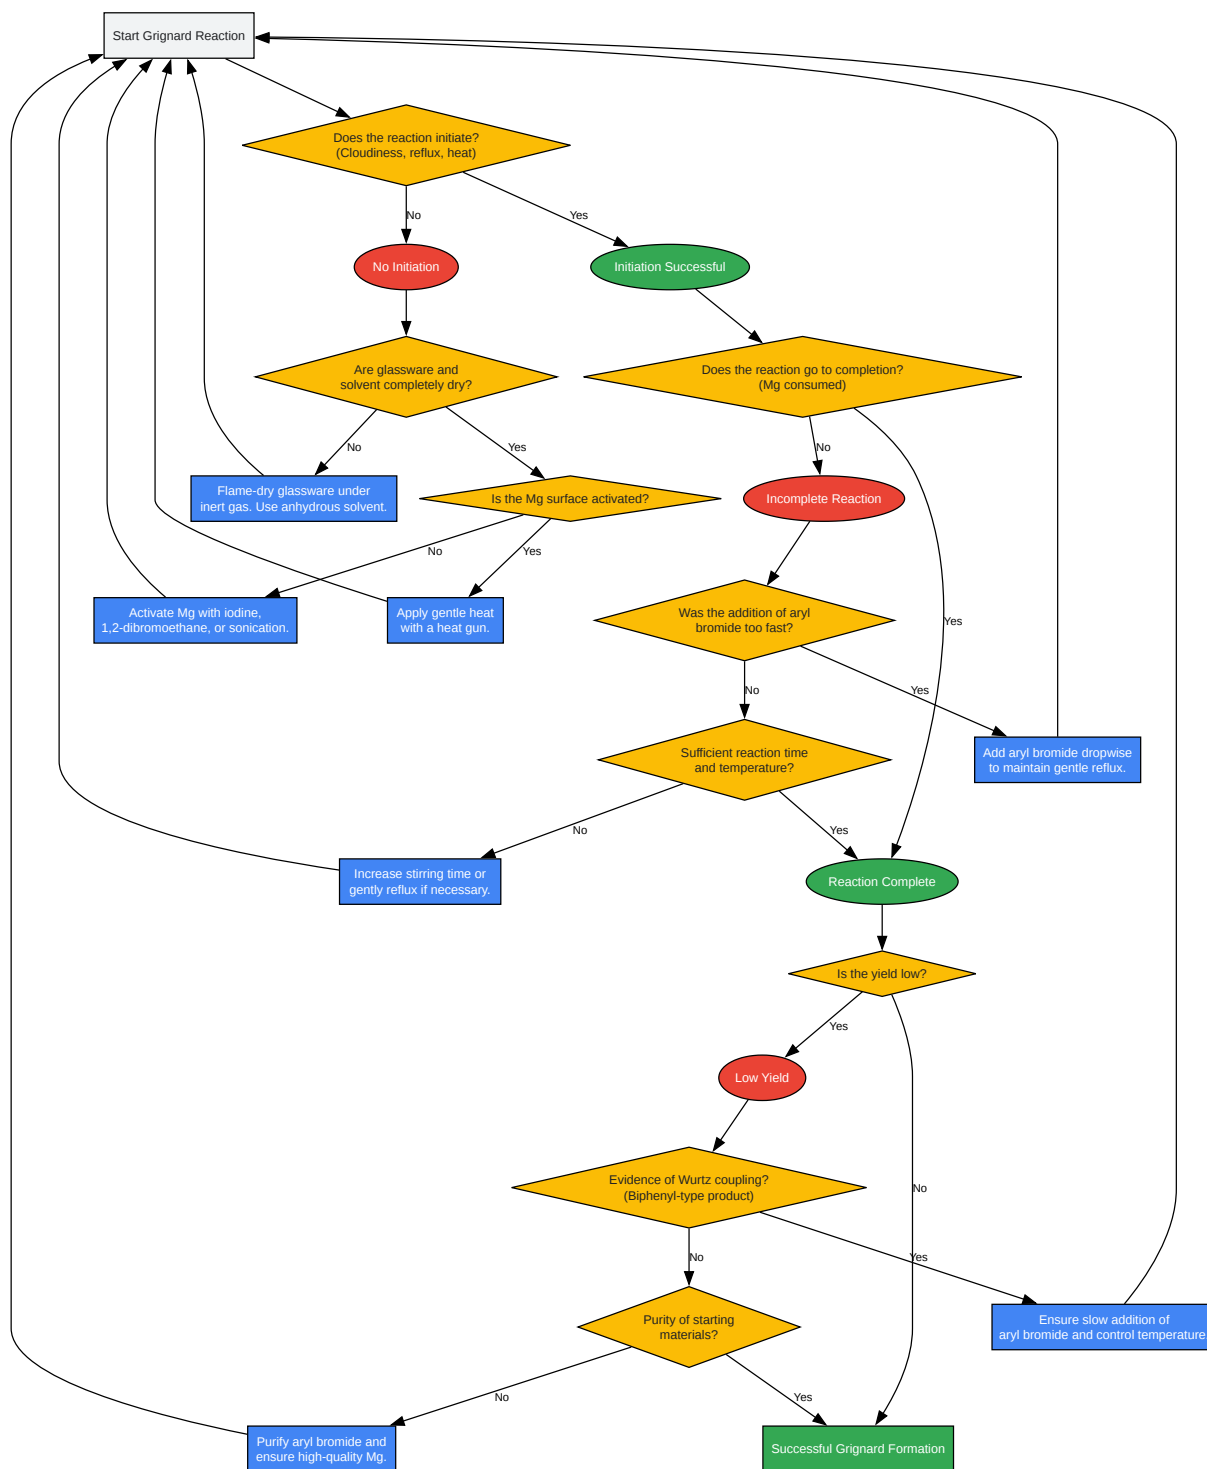 Start Grignard Reaction
Does the reaction initiate?
(Cloudiness, reflux, heat)
No
Yes
No Initiation
Initiation Successful
Are glassware and
solvent completely dry?
Does the reaction go to completion?
(Mg consumed)
No
Yes
No
Flame-dry glassware under
inert gas. Use anhydrous solvent.
Is the Mg surface activated?
Incomplete Reaction
No
Yes
Activate Mg with iodine,
1,2-dibromoethane, or sonication.
Apply gentle heat
with a heat gun.
Was the addition of aryl
bromide too fast?
Yes
No
Yes
Sufficient reaction time
and temperature?
Add aryl bromide dropwise
to maintain gentle reflux.
No
Yes
Increase stirring time or
gently reflux if necessary.
Reaction Complete
Is the yield low?
Yes
Low Yield
Evidence of Wurtz coupling?
(Biphenyl-type product)
No
No
Yes
Purity of starting
materials?
Ensure slow addition of
aryl bromide and control temperature.
No
Yes
Purify aryl bromide and
ensure high-quality Mg.
Successful Grignard Formation